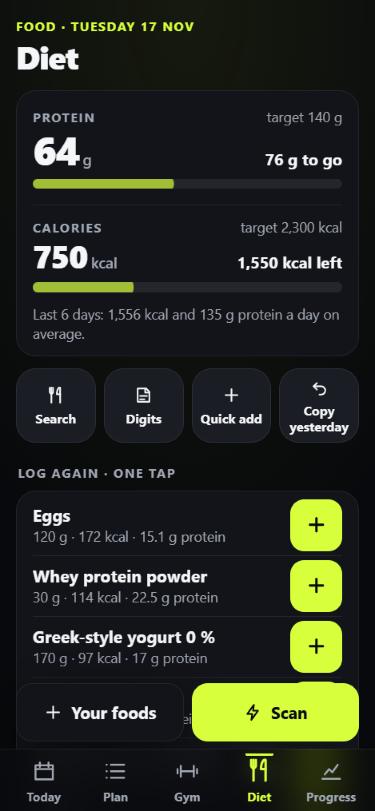 FOOD · TUESDAY 17 NOV
Diet
PROTEIN
target 140 g
64 g
76 g to go
CALORIES
target 2,300 kcal
750 kcal
1,550 kcal left
Last 6 days: 1,556 kcal and 135 g protein a day on
average.
Search
Digits
Quick add
Copy
yesterday
LOG AGAIN · ONE TAP
Eggs
120 g · 172 kcal · 15.1 g protein
Whey protein powder
30 g · 114 kcal · 22.5 g protein
Greek-style yogurt 0 %
170 g · 97 kcal · 17 g protein
Your foods
Scan
Today
Plan
Gym
Diet
Progress